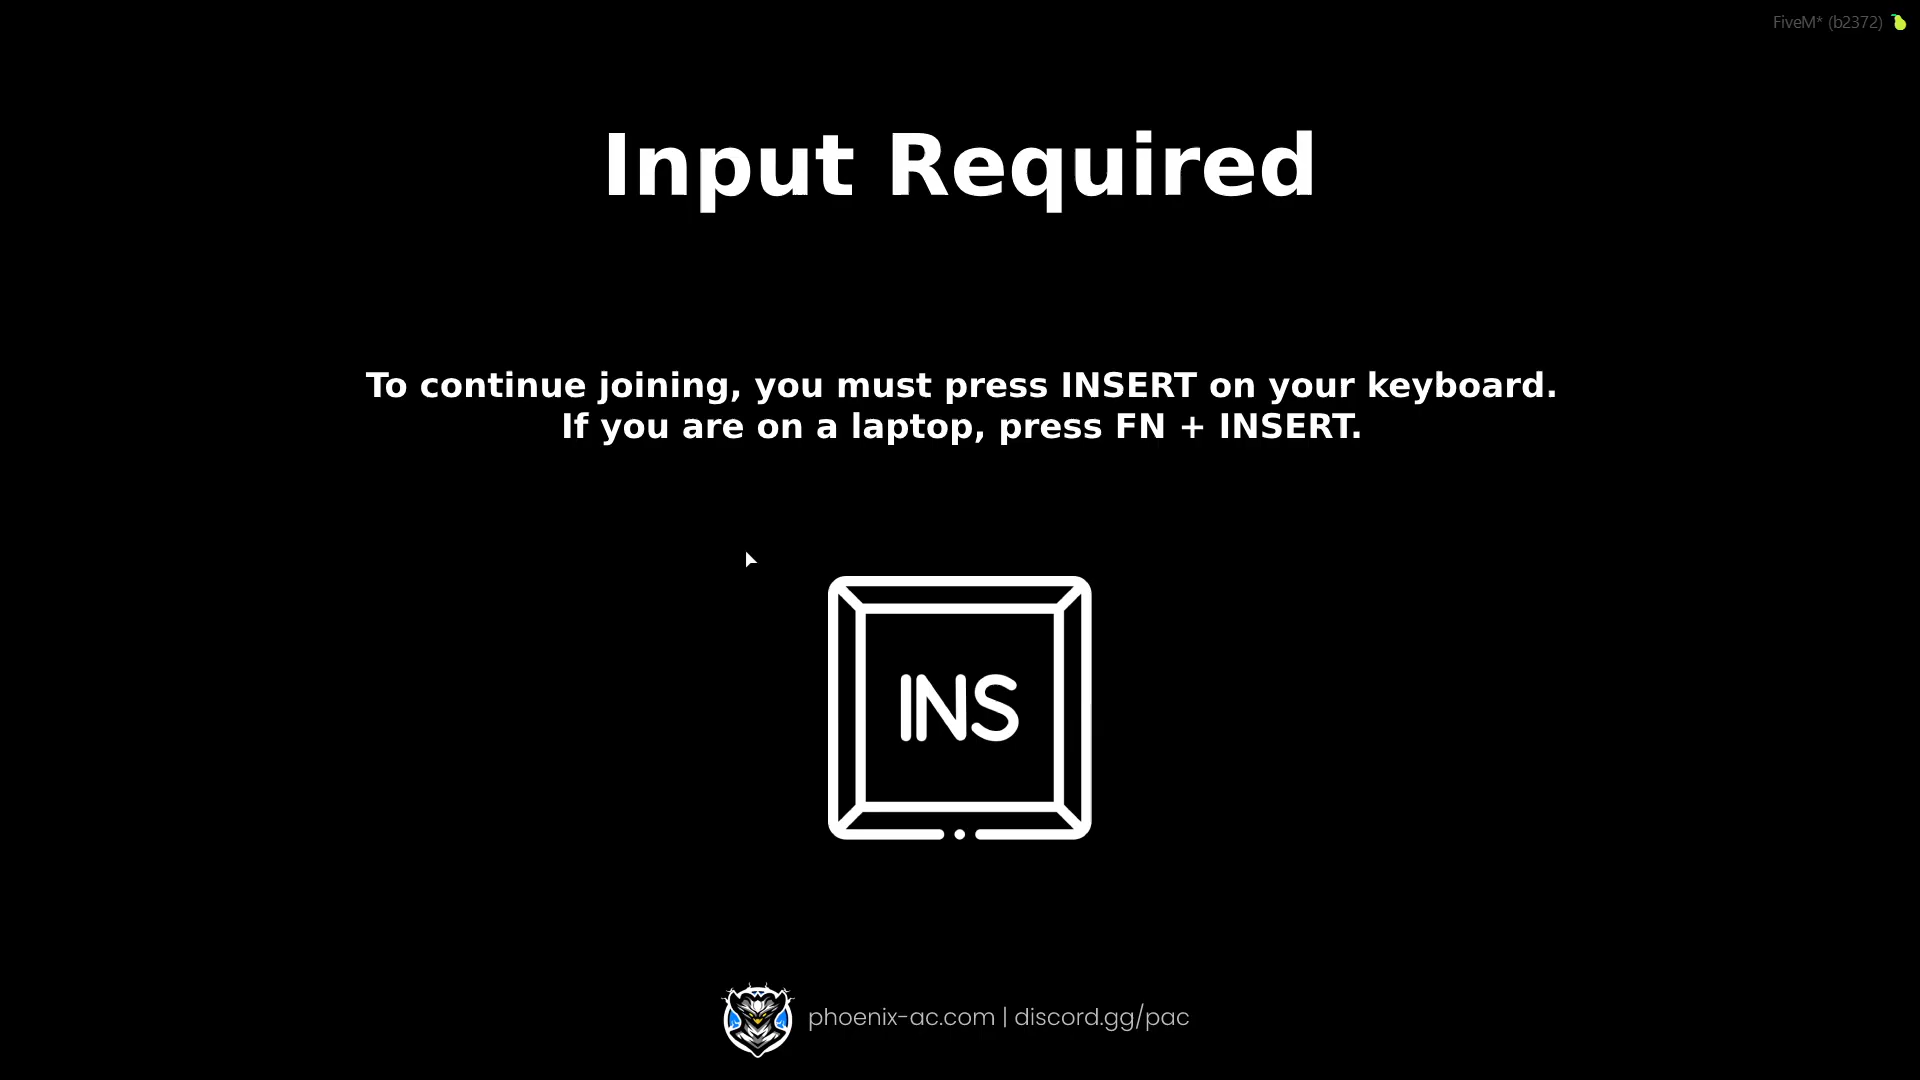 FiveM* (b2372)
Input Required
To continue joining, you must press INSERT on your keyboard.
If you are on a laptop, press FN + INSERT.
INS
phoenix-ac.com | discord.gg/pac